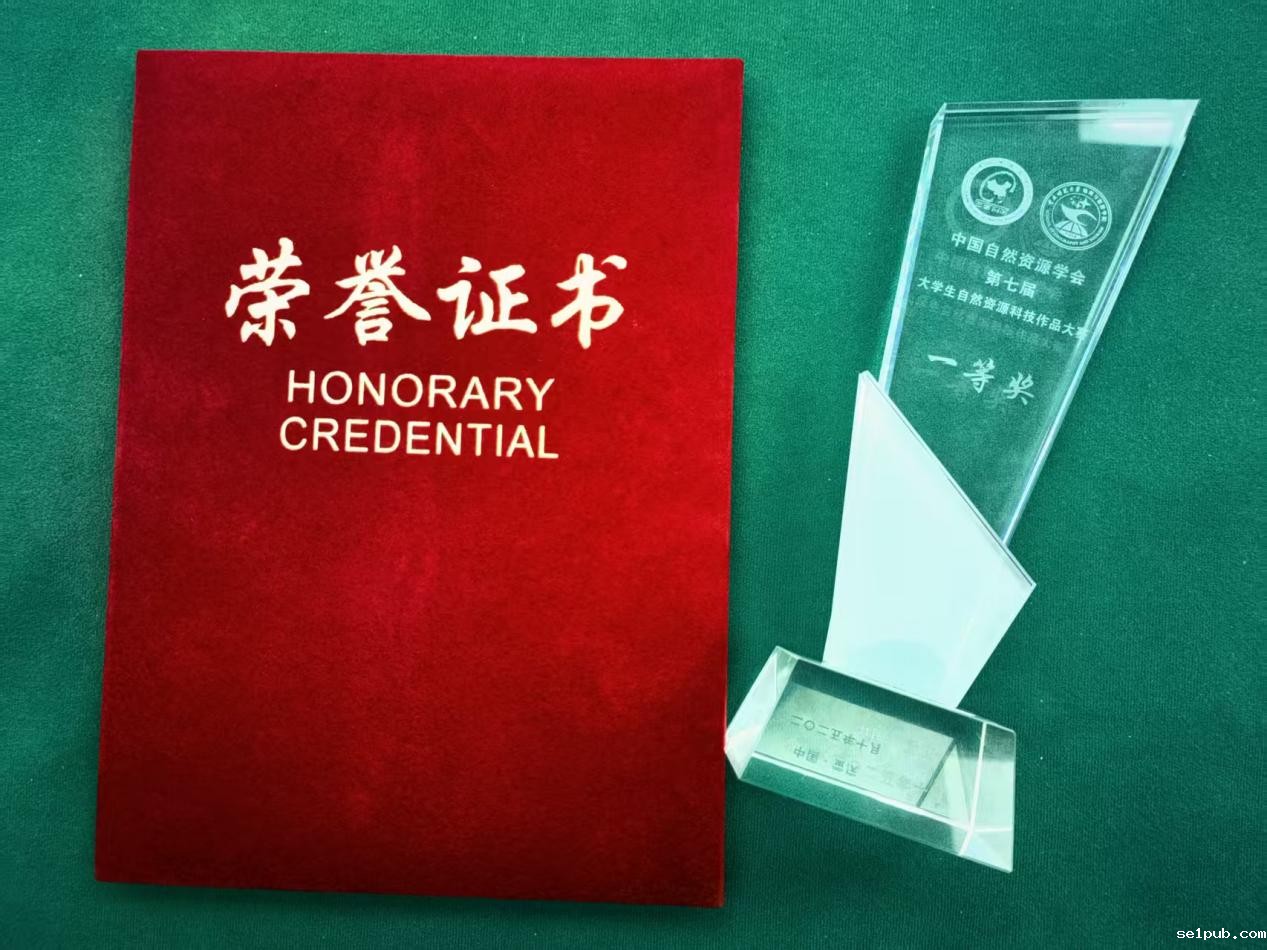 荣誉证书
HONORARY
CREDENTIAL
中国自然资源学会
第七届
大学生自然资源科技作品大赛
一等奖
se1pub.com